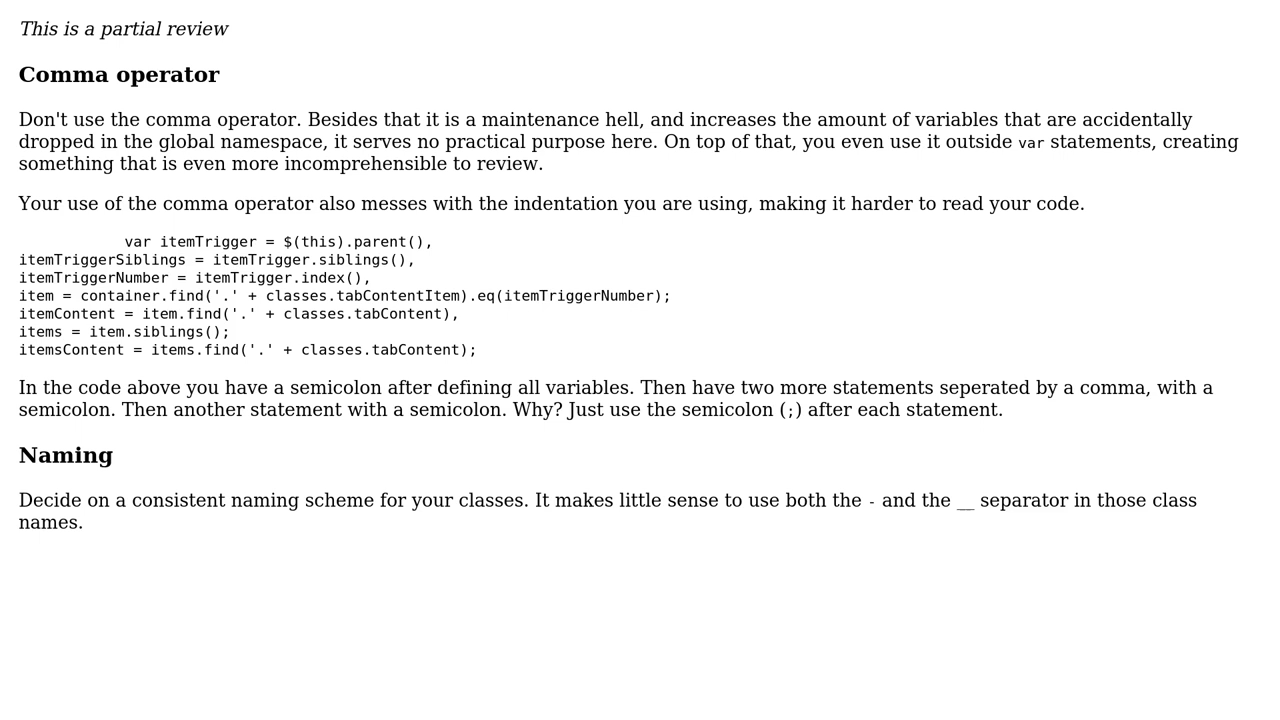 This is a partial review
Comma operator
Don't use the comma operator. Besides that it is a maintenance hell, and increases the amount of variables that are accidentally
dropped in the global namespace, it serves no practical purpose here. On top of that, you even use it outside var statements, creating
something that is even more incomprehensible to review.
Your use of the comma operator also messes with the indentation you are using, making it harder to read your code.
            var itemTrigger = $(this).parent(),
itemTriggerSiblings = itemTrigger.siblings(),
itemTriggerNumber = itemTrigger.index(),
item = container.find('.' + classes.tabContentItem).eq(itemTriggerNumber);
itemContent = item.find('.' + classes.tabContent),
items = item.siblings();
itemsContent = items.find('.' + classes.tabContent);
In the code above you have a semicolon after defining all variables. Then have two more statements seperated by a comma, with a
semicolon. Then another statement with a semicolon. Why? Just use the semicolon (;) after each statement.
Naming
Decide on a consistent naming scheme for your classes. It makes little sense to use both the - and the __ separator in those class
names.